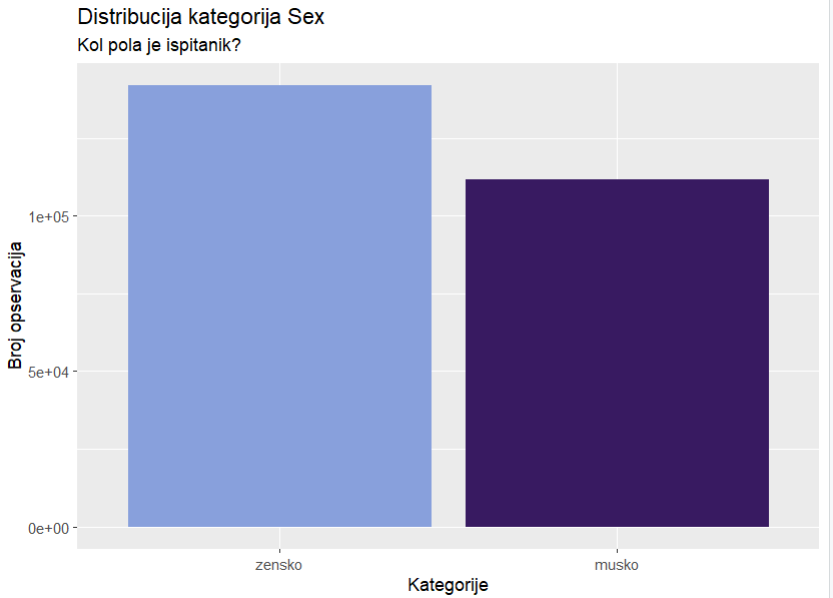 Distribucija kategorija Sex
Kol pola je ispitanik?
Broj opservacija
1e+05
5e+04
0e+00
zensko musko
Kategorije